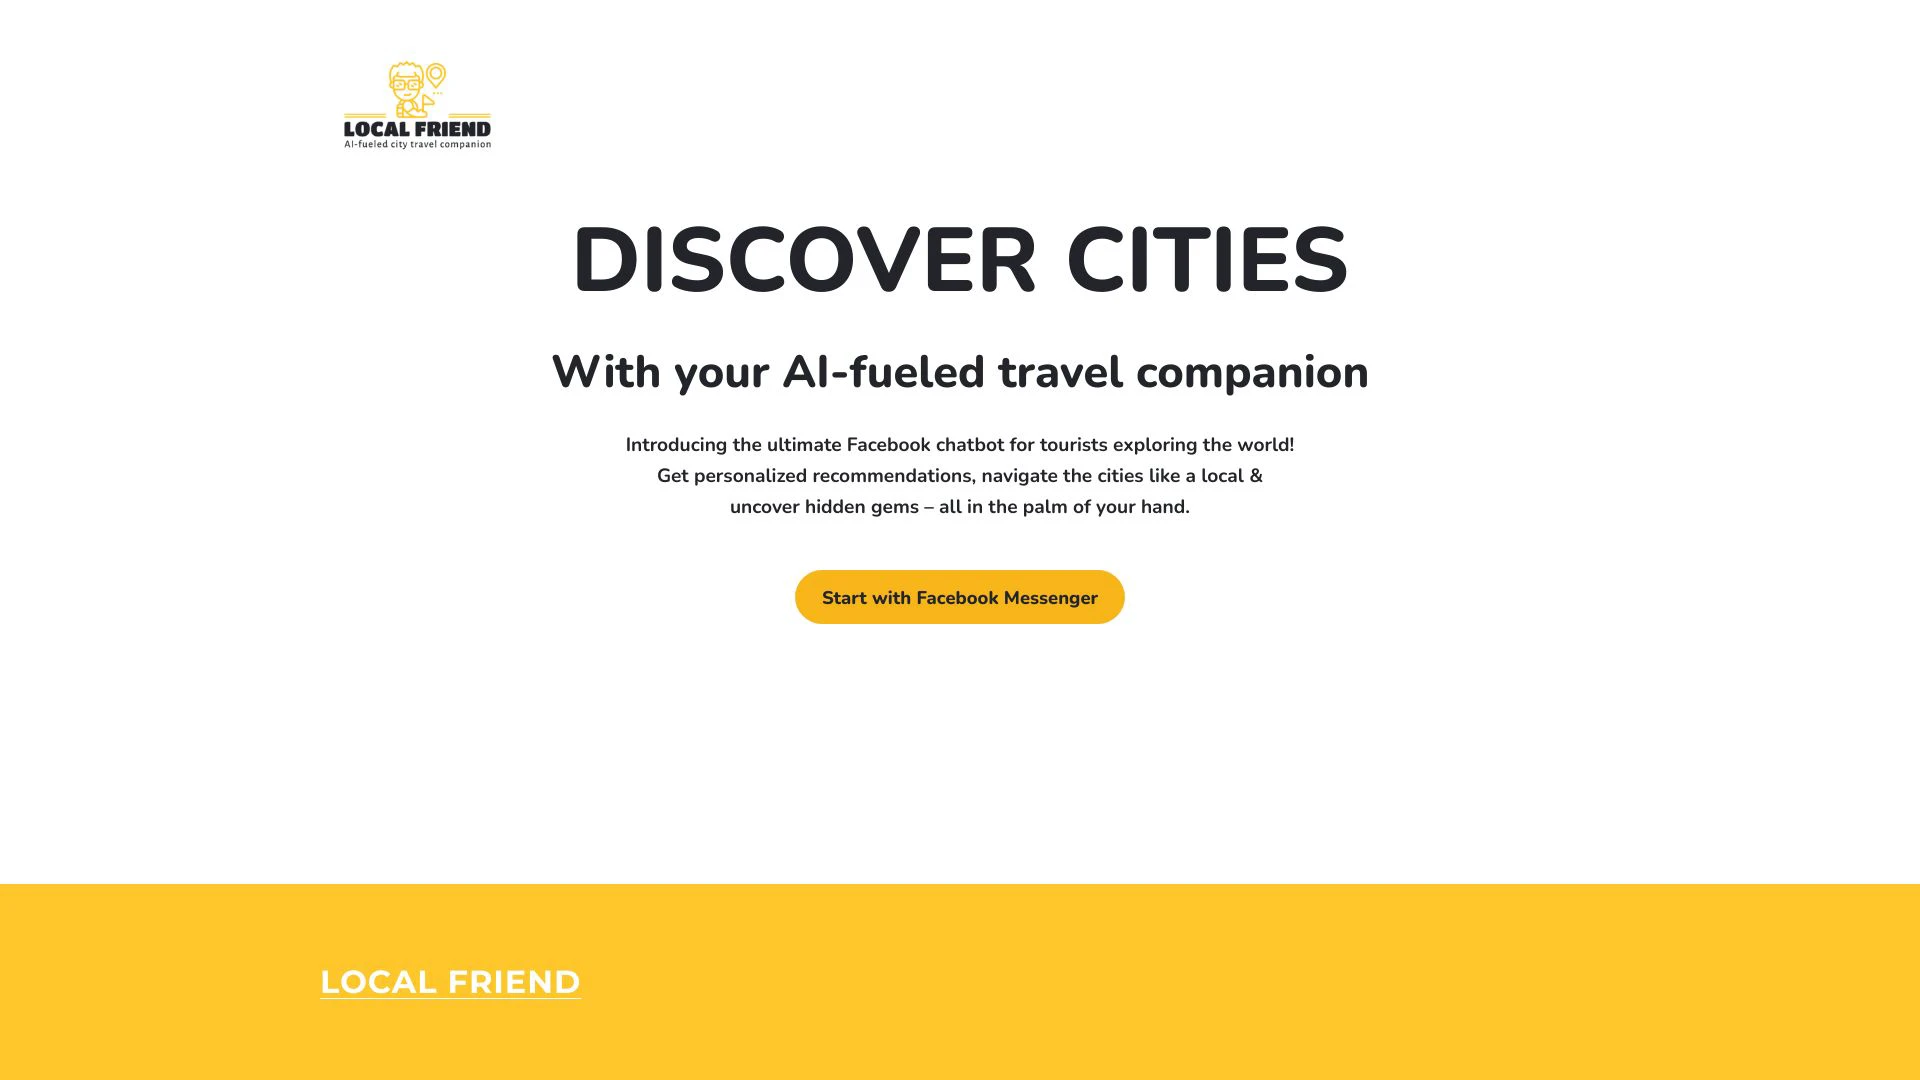 LOCAL FRIEND
AI-fueled city travel companion
DISCOVER CITIES
With your AI-fueled travel companion
Introducing the ultimate Facebook chatbot for tourists exploring the world!
Get personalized recommendations, navigate the cities like a local &
uncover hidden gems – all in the palm of your hand.
Start with Facebook Messenger
LOCAL FRIEND